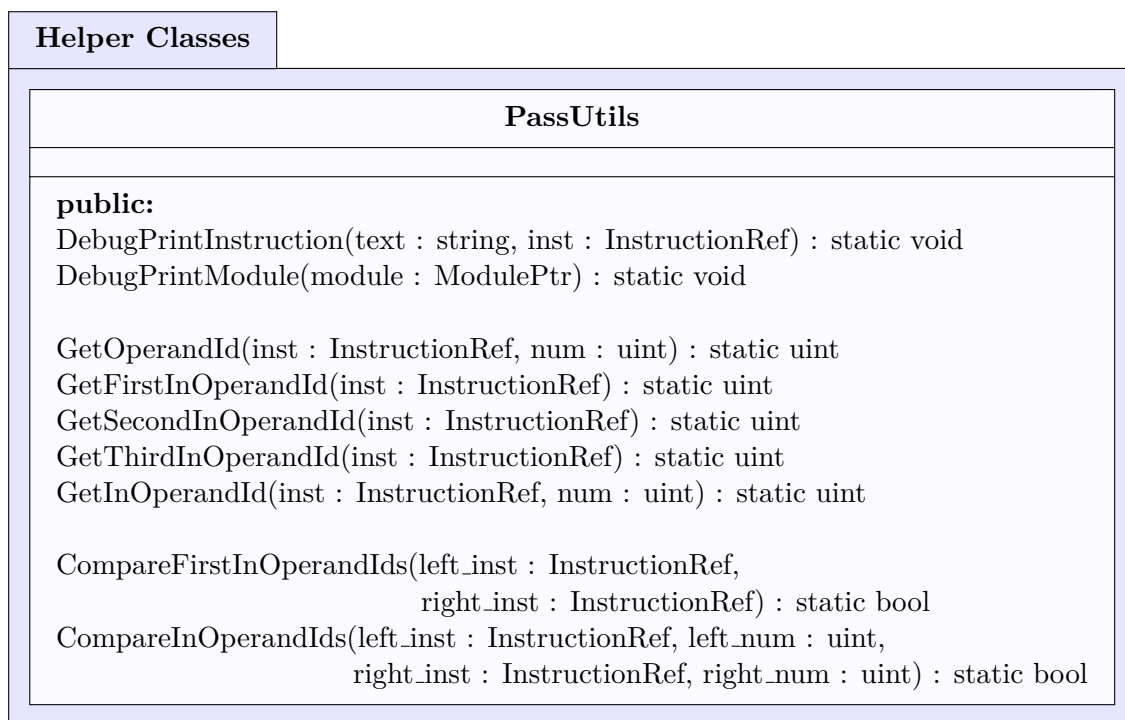 Helper Classes
PassUtils
public:
DebugPrintInstruction(text : string, inst : InstructionRef) : static void
DebugPrintModule(module : ModulePtr) : static void
GetOperandId(inst : InstructionRef, num : uint) : static uint
GetFirstInOperandId(inst : InstructionRef) : static uint
GetSecondInOperandId(inst : InstructionRef) : static uint
GetThirdInOperandId(inst : InstructionRef) : static uint
GetInOperandId(inst : InstructionRef, num : uint) : static uint
CompareFirstInOperandIds(left_inst : InstructionRef,
right_inst : InstructionRef) : static bool
CompareInOperandIds(left_inst : InstructionRef, left_num : uint,
right_inst : InstructionRef, right_num : uint) : static bool